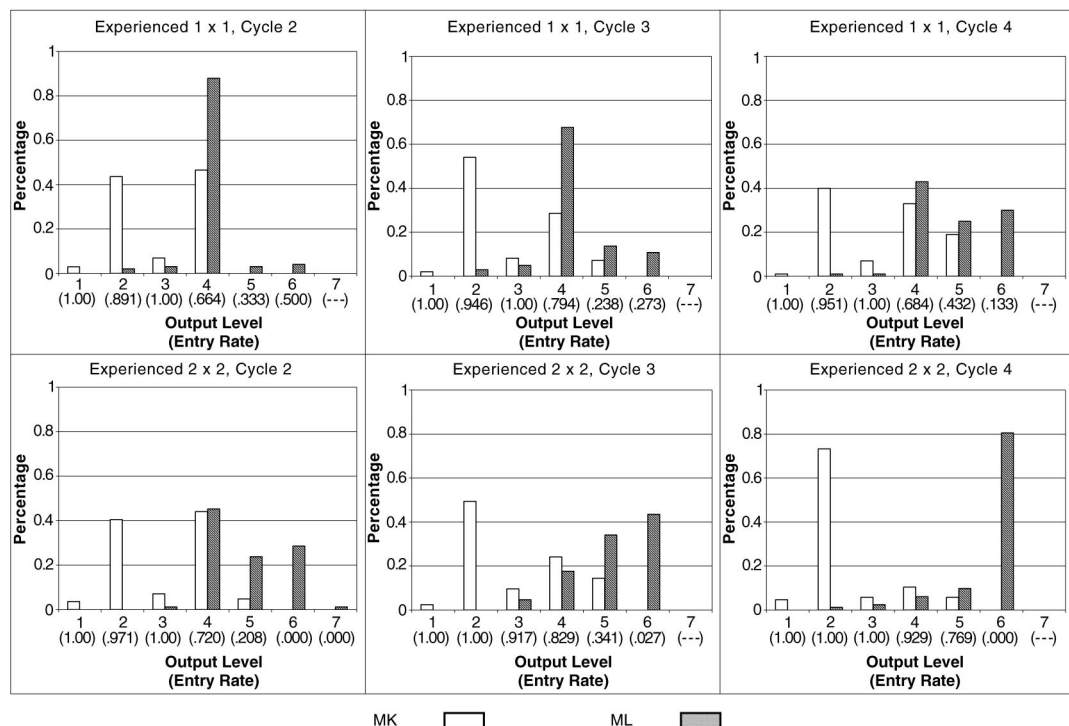 Experienced 1 x 1, Cycle 2
Percentage
1
0.8
0.6
0.4
0.2
0
1 2 3 4 5 6 7
(1.00) (.891) (1.00) (.664) (.333) (.500) (---)
Output Level
(Entry Rate)
Experienced 1 x 1, Cycle 3
Percentage
1
0.8
0.6
0.4
0.2
0
1 2 3 4 5 6 7
(1.00) (.946) (1.00) (.794) (.238) (.273) (---)
Output Level
(Entry Rate)
Experienced 1 x 1, Cycle 4
Percentage
1
0.8
0.6
0.4
0.2
0
1 2 3 4 5 6 7
(1.00) (.951) (1.00) (.684) (.432) (.133) (---)
Output Level
(Entry Rate)
Experienced 2 x 2, Cycle 2
Percentage
1
0.8
0.6
0.4
0.2
0
1 2 3 4 5 6 7
(1.00) (.971) (1.00) (.720) (.208) (.000) (.000)
Output Level
(Entry Rate)
Experienced 2 x 2, Cycle 3
Percentage
1
0.8
0.6
0.4
0.2
0
1 2 3 4 5 6 7
(1.00) (1.00) (.917) (.829) (.341) (.027) (---)
Output Level
(Entry Rate)
Experienced 2 x 2, Cycle 4
Percentage
1
0.8
0.6
0.4
0.2
0
1 2 3 4 5 6 7
(1.00) (1.00) (1.00) (.929) (.769) (.000) (---)
Output Level
(Entry Rate)
MK ML